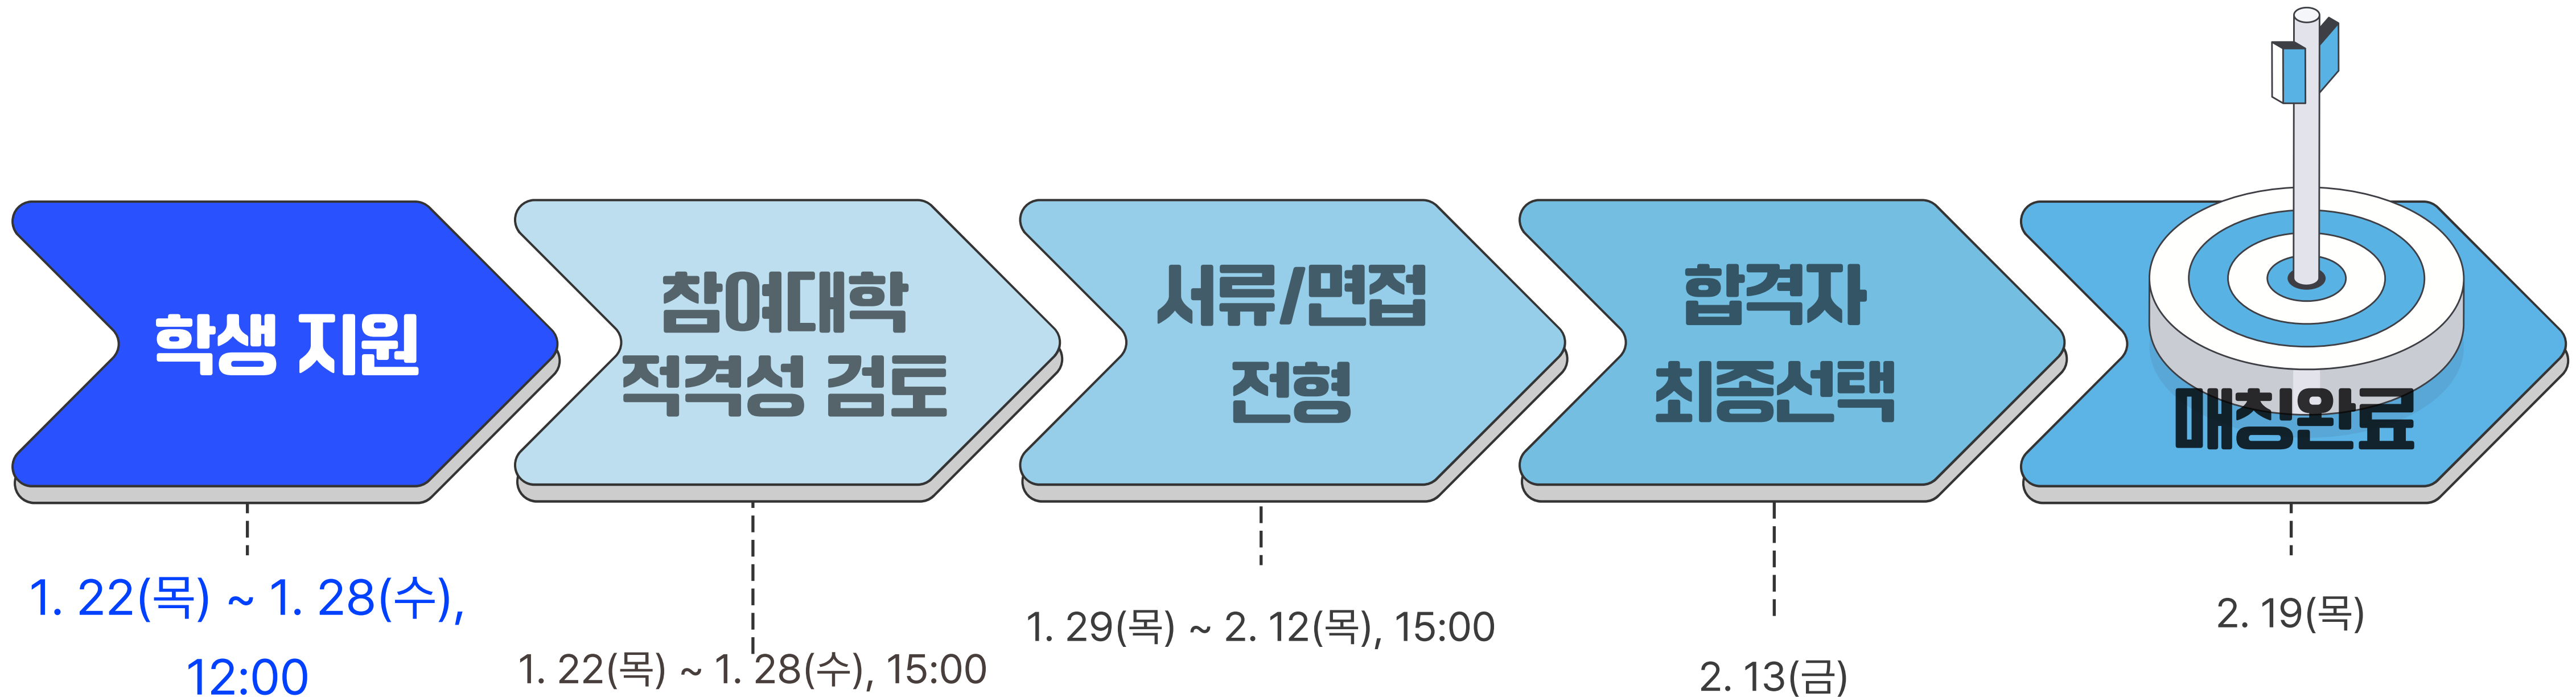 학생 지원
참여대학
적격성 검토
서류/면접
전형
합격자
최종선택
매칭완료
1. 22(목) ~ 1. 28(수),
12:00
1. 22(목) ~ 1. 28(수), 15:00
1. 29(목) ~ 2. 12(목), 15:00
2. 13(금)
2. 19(목)